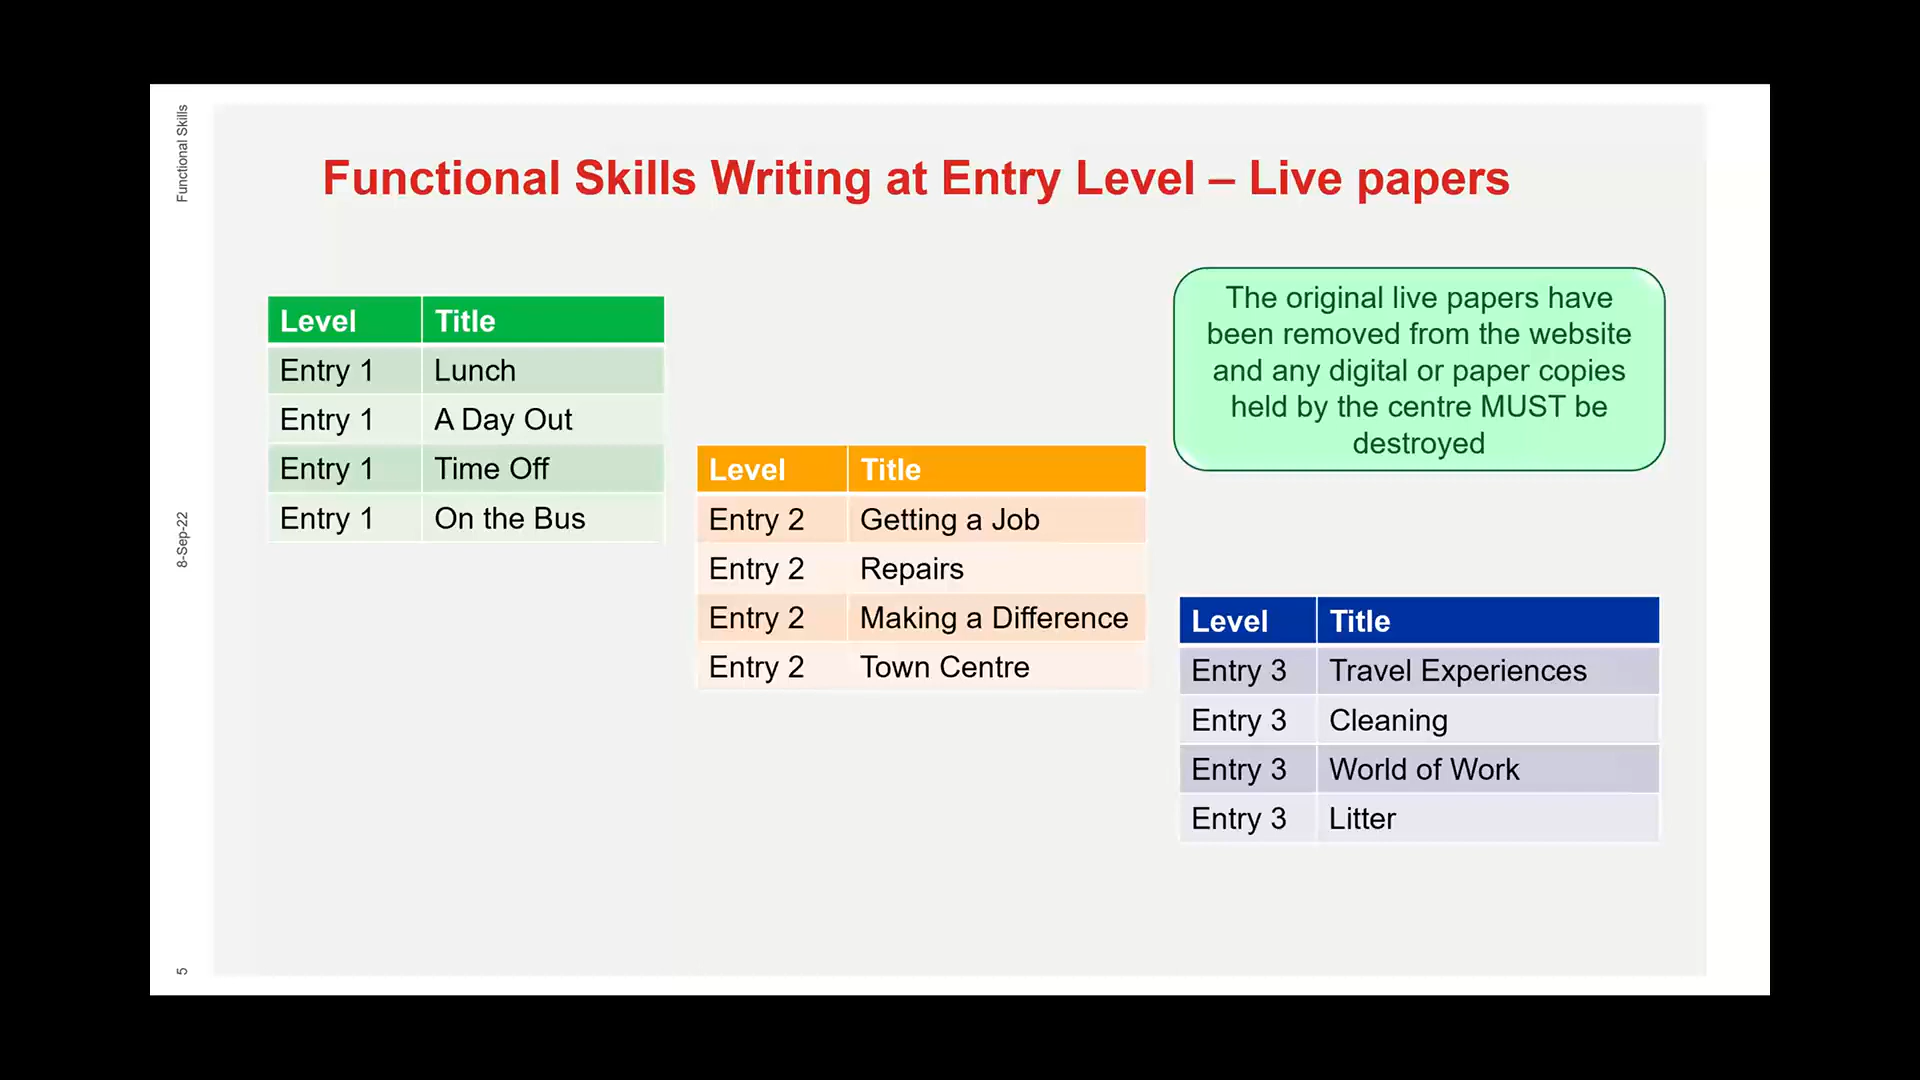 Functional Skills
8-Sep-22
5
Functional Skills Writing at Entry Level – Live papers
Level Title
Entry 1 Lunch
Entry 1 A Day Out
Entry 1 Time Off
Entry 1 On the Bus
Level Title
Entry 2 Getting a Job
Entry 2 Repairs
Entry 2 Making a Difference
Entry 2 Town Centre
The original live papers have
been removed from the website
and any digital or paper copies
held by the centre MUST be
destroyed
Level Title
Entry 3 Travel Experiences
Entry 3 Cleaning
Entry 3 World of Work
Entry 3 Litter